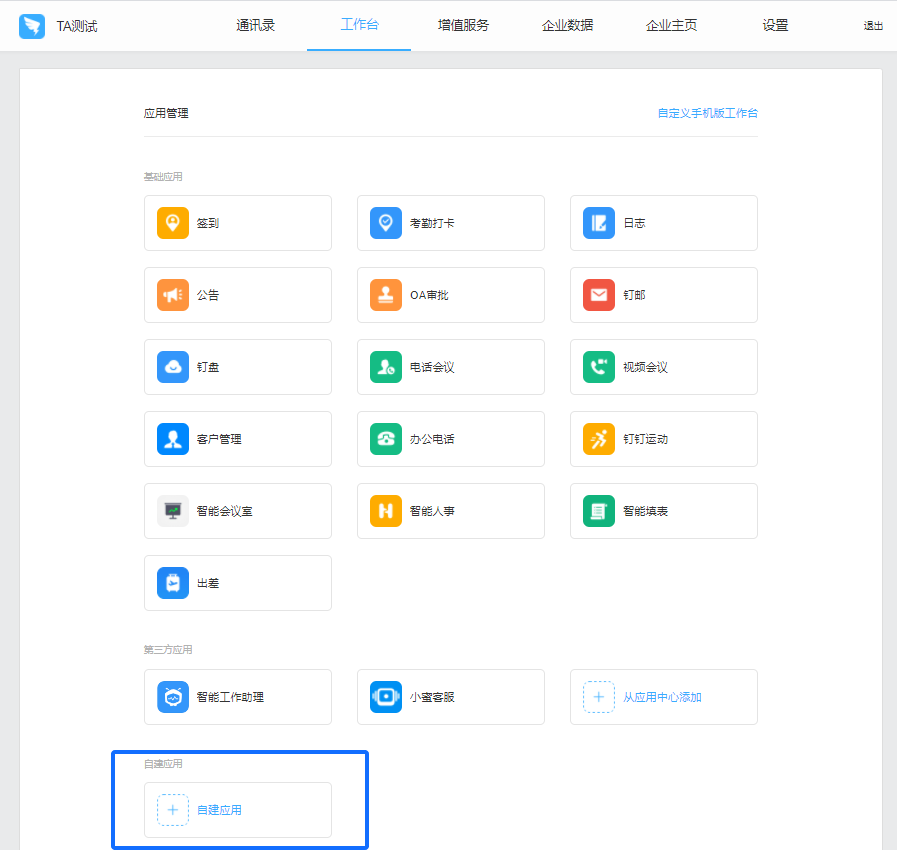 TA测试 通讯录 工作台 增值服务 企业数据 企业主页 设置 退出
应用管理 自定义手机版工作台
基础应用
签到 考勤打卡 日志
公告 OA审批 钉邮
钉盘 电话会议 视频会议
客户管理 办公电话 钉钉运动
智能会议室 智能人事 智能填表
出差
第三方应用
智能工作助理 小蜜客服 从应用中心添加
自建应用
自建应用